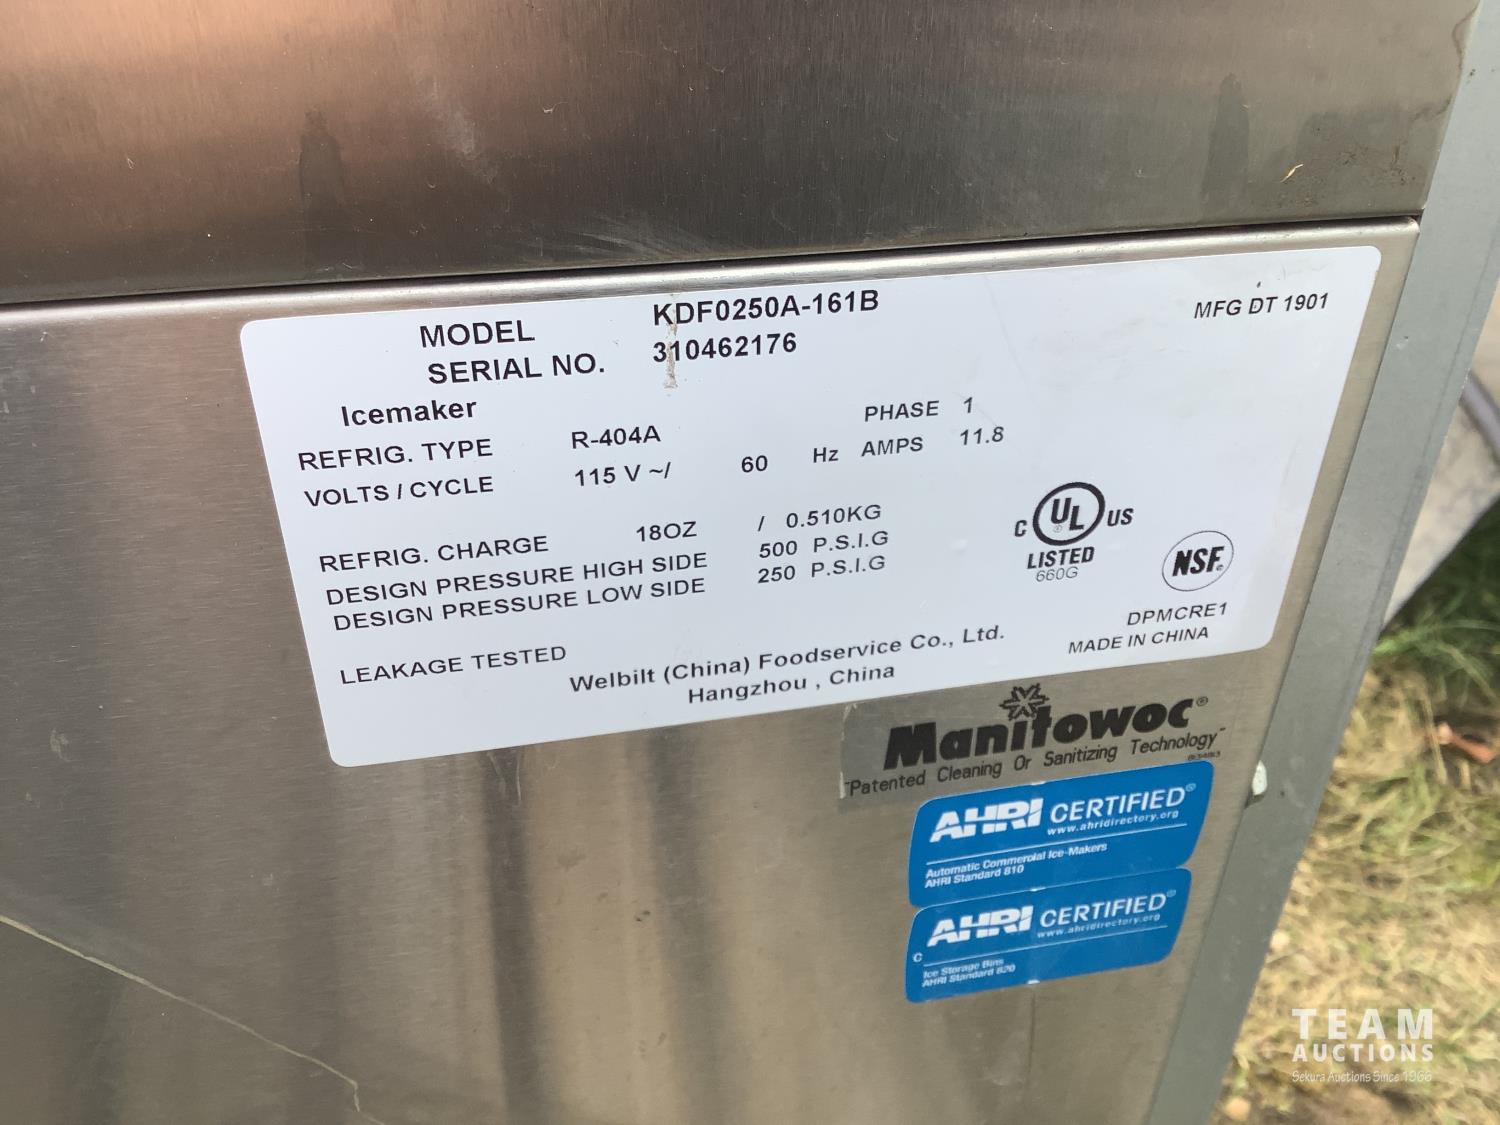 MODEL KDF0250A-161B MFG DT 1901
SERIAL NO. 310462176
Icemaker
REFRIG. TYPE R-404A PHASE 1
VOLTS / CYCLE 115 V ~/ 60 Hz AMPS 11.8
REFRIG. CHARGE 18OZ / 0.510KG
DESIGN PRESSURE HIGH SIDE 500 P.S.I.G
DESIGN PRESSURE LOW SIDE 250 P.S.I.G
C UL ® US
LISTED
660G
NSF®
LEAKAGE TESTED
DPMCRE1
MADE IN CHINA
Welbilt (China) Foodservice Co., Ltd.
Hangzhou , China
Manitowoc®
"Patented Cleaning Or Sanitizing Technology"
AHRI CERTIFIED®
www.ahridirectory.org
Automatic Commercial Ice-Makers
AHRI Standard 810
AHRI CERTIFIED®
www.ahridirectory.org
C
Ice Storage Bins
AHRI Standard 820
TEAM
AUCTIONS
Sekura Auctions Since 1966